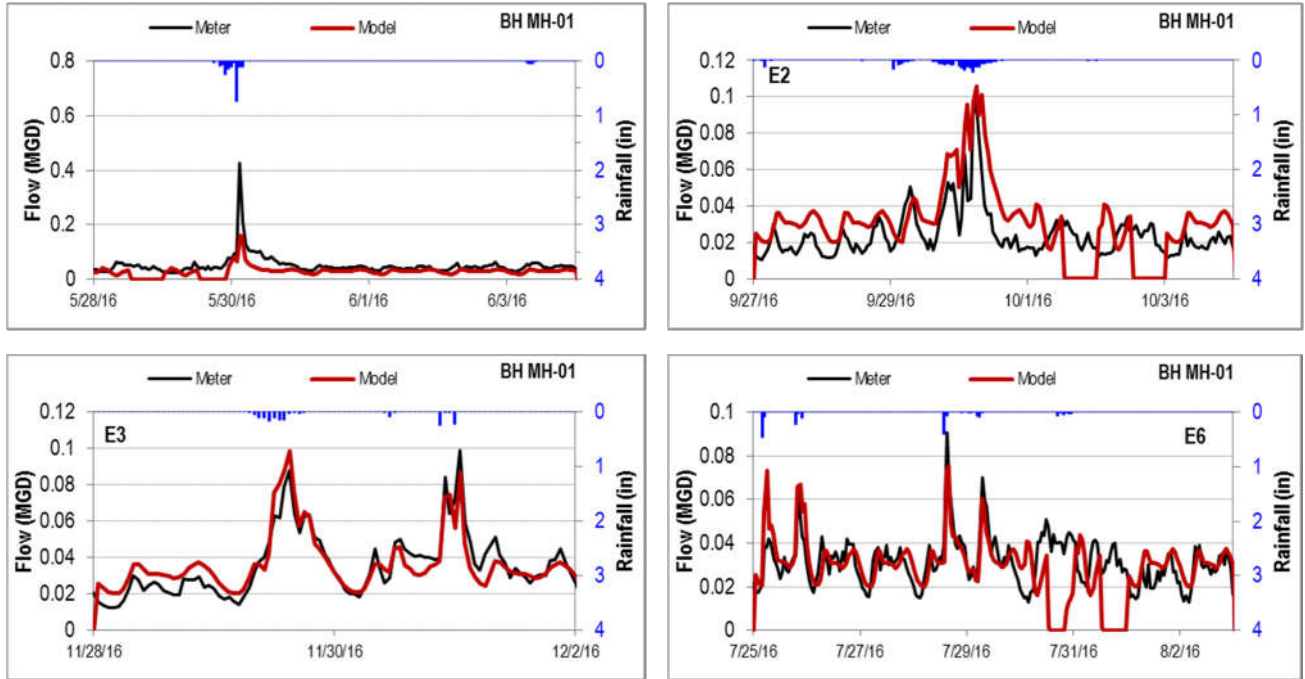 Meter Model BH MH-01
Flow (MGD)
0.8
0.6
0.4
0.2
0
Rainfall (in)
0
1
2
3
4
5/28/16 5/30/16 6/1/16 6/3/16
Meter Model BH MH-01
E2
Flow (MGD)
0.12
0.1
0.08
0.06
0.04
0.02
0
Rainfall (in)
0
1
2
3
4
9/27/16 9/29/16 10/1/16 10/3/16
Meter Model BH MH-01
E3
Flow (MGD)
0.12
0.1
0.08
0.06
0.04
0.02
0
Rainfall (in)
0
1
2
3
4
11/28/16 11/30/16 12/2/16
Meter Model BH MH-01
E6
Flow (MGD)
0.1
0.08
0.06
0.04
0.02
0
Rainfall (in)
0
1
2
3
4
7/25/16 7/27/16 7/29/16 7/31/16 8/2/16